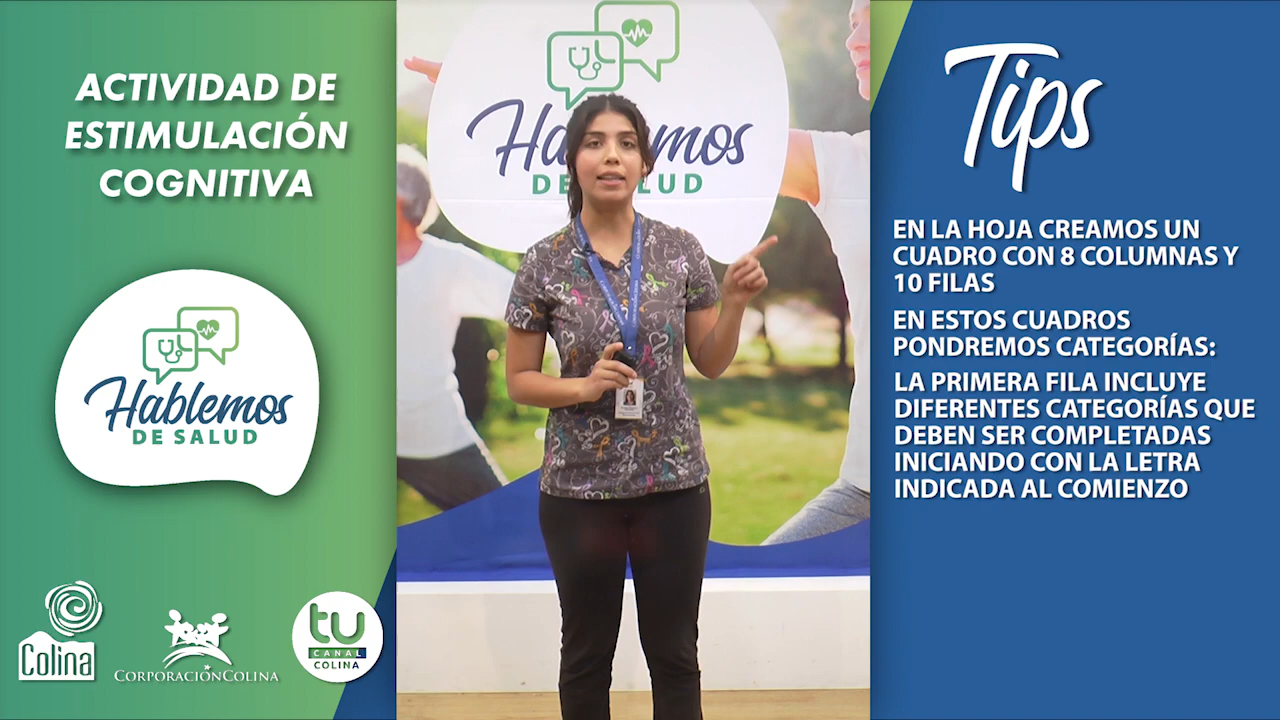 ACTIVIDAD DE
ESTIMULACIÓN
COGNITIVA
Hablemos
DE SALUD
Colina
CORPORACIÓNCOLINA
tu
CANAL
COLINA
Hablemos
DE SALUD
Tips
EN LA HOJA CREAMOS UN
CUADRO CON 8 COLUMNAS Y
10 FILAS
EN ESTOS CUADROS
PONDREMOS CATEGORÍAS:
LA PRIMERA FILA INCLUYE
DIFERENTES CATEGORÍAS QUE
DEBEN SER COMPLETADAS
INICIANDO CON LA LETRA
INDICADA AL COMIENZO